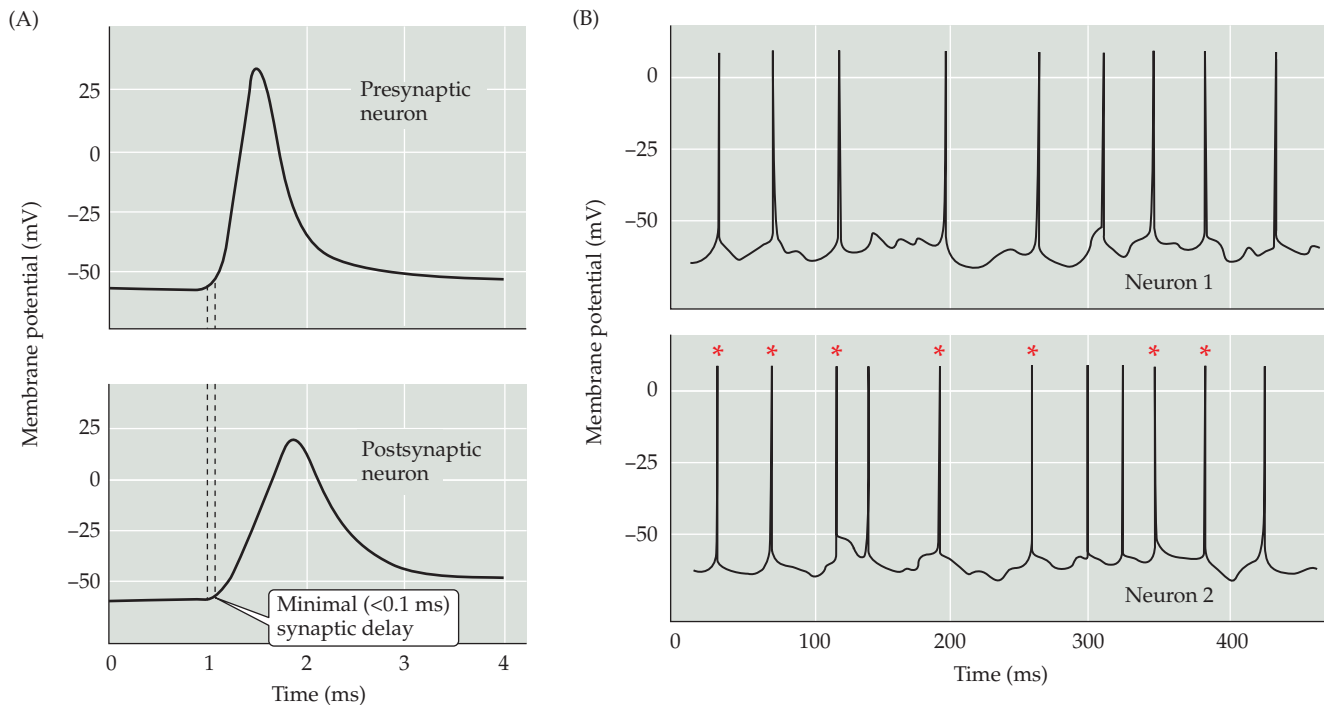 (A)
Membrane potential (mV)
25
0
−25
−50
Presynaptic
neuron
25
0
−25
−50
Postsynaptic
neuron
Minimal (<0.1 ms)
synaptic delay
0 1 2 3 4
Time (ms)
(B)
Membrane potential (mV)
0
−25
−50
Neuron 1
* * * * * * *
0
−25
−50
Neuron 2
0 100 200 300 400
Time (ms)